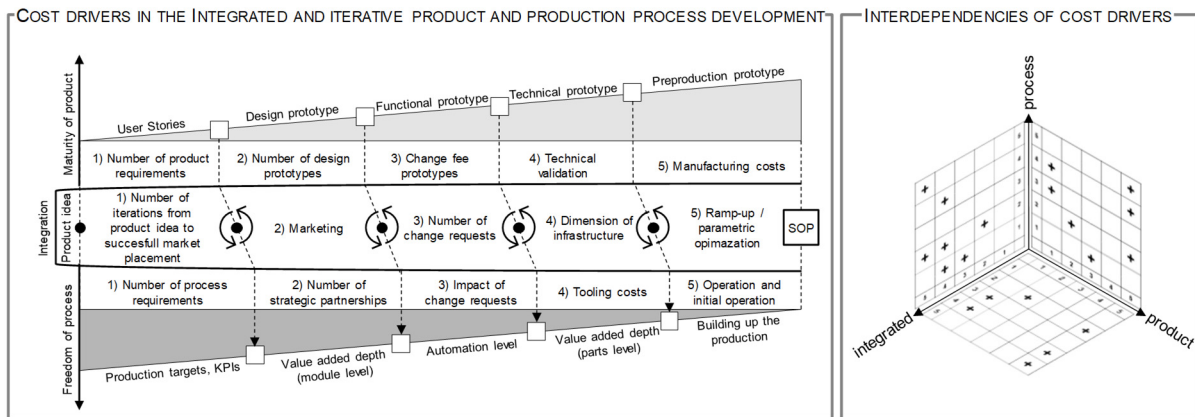 COST DRIVERS IN THE INTEGRATED AND ITERATIVE PRODUCT AND PRODUCTION PROCESS DEVELOPMENT
Maturity of product
User Stories
Design prototype
Functional prototype
Technical prototype
Preproduction prototype
1) Number of product
requirements
2) Number of design
prototypes
3) Change fee
prototypes
4) Technical
validation
5) Manufacturing costs
Integration
Product idea
1) Number of
iterations from
product idea to
succesfull market
placement
2) Marketing
3) Number of
change requests
4) Dimension of
infrastructure
5) Ramp-up /
parametric
opimazation
SOP
Freedom of process
1) Number of process
requirements
2) Number of
strategic partnerships
3) Impact of
change requests
4) Tooling costs
5) Operation and
initial operation
Production targets, KPIs
Value added depth
(module level)
Automation level
Value added depth
(parts level)
Building up the
production
INTERDEPENDENCIES OF COST DRIVERS
process
integrated
product